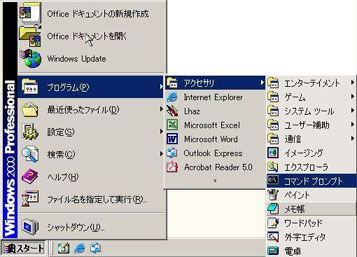 Office ドキュメントの新規作成
Office ドキュメントを開く
Windows Update
プログラム(P)
最近使ったファイル(D)
設定(S)
検索(C)
ヘルプ(H)
ファイル名を指定して実行(R)...
シャットダウン(U)...
Windows 2000 Professional
スタート
アクセサリ
Internet Explorer
Lhaz
Microsoft Excel
Microsoft Word
Outlook Express
Acrobat Reader 5.0
エンターテイメント
ゲーム
システム ツール
ユーザー補助
通信
イメージング
エクスプローラ
コマンド プロンプト
ペイント
メモ帳
ワードパッド
外字エディタ
電卓